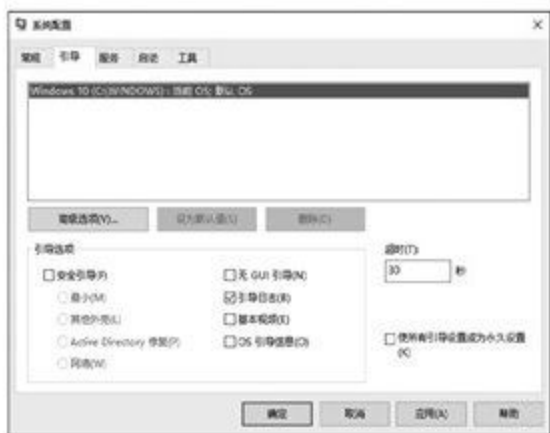 系统配置
常规 引导 服务 启动 工具
Windows 10 (C:\WINDOWS) : 当前 OS; 默认 OS
高级选项(V)... 设为默认值(S) 删除(D)
引导选项
超时(T):
安全引导(F) 无 GUI 引导(N) 30 秒
最小(M) 引导日志(B)
其他外壳(L) 基本视频(E)
Active Directory 修复(P) OS 引导信息(O) 使所有引导设置成为永久设置
(K)
网络(W)
确定 取消 应用(A) 帮助